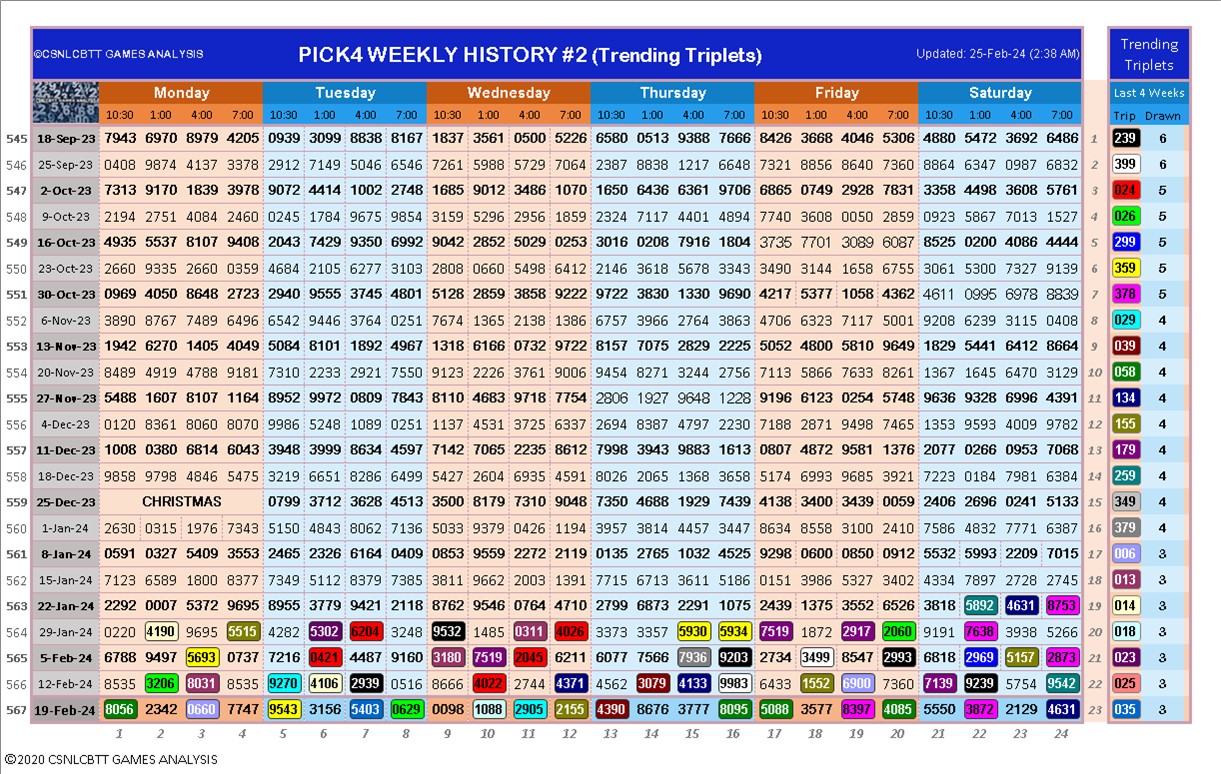 ©CSNLCBTT GAMES ANALYSIS PICK4 WEEKLY HISTORY #2 (Trending Triplets) Updated: 25-Feb-24 (2:38 AM) Trending Triplets
Monday Tuesday Wednesday Thursday Friday Saturday Last 4 Weeks
10:30 1:00 4:00 7:00 10:30 1:00 4:00 7:00 10:30 1:00 4:00 7:00 10:30 1:00 4:00 7:00 10:30 1:00 4:00 7:00 10:30 1:00 4:00 7:00 Trip Drawn
545 18-Sep-23 7943 6970 8979 4205 0939 3099 8838 8167 1837 3561 0500 5226 6580 0513 9388 7666 8426 3668 4046 5306 4880 5472 3692 6486 1 239 6
546 25-Sep-23 0408 9874 4137 3378 2912 7149 5046 6546 7261 5988 5729 7064 2387 8838 1217 6648 7321 8856 5640 7360 8864 6347 0987 6832 2 399 6
547 2-Oct-23 7313 9170 1839 3978 9072 4414 1002 2748 1685 9012 3486 1070 1650 6436 6361 9706 6865 0749 2928 7831 3358 4498 3608 5761 3 024 5
548 9-Oct-23 2194 2751 4084 2460 0245 1784 9675 9854 3159 5296 2956 1859 2324 7117 4401 4894 7740 3608 0050 2859 0923 5867 7013 1527 4 026 5
549 16-Oct-23 4935 5537 8107 9408 2043 7429 9350 6992 9042 2852 5029 0253 3016 0208 7916 1804 3735 7701 3089 6087 8525 0200 4086 4444 5 299 5
550 23-Oct-23 2660 9335 2660 0359 4684 2105 6277 3103 2808 0660 5498 6412 2146 3618 5678 3343 3490 3144 1658 6755 3061 5300 7327 9139 6 359 5
551 30-Oct-23 0969 4050 8648 2723 2940 9555 3745 4801 9128 2859 3858 9222 9722 3830 1330 9690 4217 5377 1058 4362 4611 0995 6978 8839 7 378 5
552 6-Nov-23 3890 8767 7489 6496 6542 9446 3764 0251 7674 1365 2138 1386 6757 3966 2764 3863 4706 6323 7117 5001 9208 6239 3115 0408 8 029 4
553 13-Nov-23 1942 6270 1405 4049 5084 8101 1892 4967 1318 6166 0732 9722 8157 7075 2829 2225 5052 4800 5810 9649 1829 5441 6412 8664 9 039 4
554 20-Nov-23 8489 4919 4788 9181 7310 2233 2921 7550 9123 2226 3761 9006 9454 8271 3244 2756 7113 5866 7633 8261 1367 1645 6470 3129 10 058 4
555 27-Nov-23 5488 1607 8107 1164 8952 9972 0809 7843 8110 4683 9718 7754 2806 1927 9648 1228 9196 6123 0254 5748 9636 9328 6996 4391 11 134 4
556 4-Dec-23 0120 8361 8060 8070 9986 5248 1089 0251 1137 4531 3725 6337 2694 8387 4797 2230 7188 2871 9498 7465 1353 9593 4009 9782 12 155 4
557 11-Dec-23 1008 0380 6814 6043 3948 3999 8634 4597 7142 7065 2235 8612 7998 3943 9883 1613 0807 4872 9581 1376 2077 0266 0953 7068 13 179 4
558 18-Dec-23 9858 9798 4846 5475 3219 6651 8286 6499 5427 2604 6935 4591 8026 2065 1568 3658 5174 6993 9685 3921 7223 0184 7981 6384 14 259 4
559 25-Dec-23 CHRISTMAS 0799 3712 3628 4513 3500 8179 7310 9048 7350 4688 1929 7439 4138 3400 3439 0059 2406 2696 0241 5133 15 349 4
560 1-Jan-24 2630 0315 1976 7343 5150 4843 8062 7136 5033 9379 0426 1194 3957 3814 4457 3447 8634 8558 3100 2410 7586 4832 7771 6387 16 379 4
561 8-Jan-24 0591 0327 5409 3553 2465 2326 6164 0409 0853 9559 2272 2119 0135 2765 1032 4525 9298 0600 0850 0912 5532 5993 2209 7015 17 006 3
562 15-Jan-24 7123 6589 1800 8377 7349 5112 8379 7385 3811 9662 2003 1391 7715 6713 3611 5186 0151 3986 5327 3402 4334 7897 2728 2745 18 013 3
563 22-Jan-24 2292 0007 5372 9695 8955 3779 9421 2118 8762 9546 0764 4710 2799 6873 2291 1075 2439 1375 3552 6526 3818 5892 4631 8753 19 014 3
564 29-Jan-24 0220 4190 9695 5515 4282 5302 6204 3248 9532 1485 0311 4026 3373 3357 5930 5934 7519 1872 2917 2060 9191 7638 3938 5266 20 018 3
565 5-Feb-24 6788 9497 5693 0737 7216 0421 4487 9160 3180 7519 2045 6211 6077 7566 7936 9203 2734 3499 8547 2993 6818 2969 5157 2873 21 023 3
566 12-Feb-24 8535 3206 8031 8535 9270 4106 2939 0516 8666 4022 2744 4371 4562 3079 4133 9983 6433 1552 6900 7360 7139 9239 5754 9542 22 025 3
567 19-Feb-24 8056 2342 0660 7747 9543 3156 5403 0629 0098 1088 2905 2155 4390 8676 3777 8095 5088 3577 8397 4085 5550 3872 2129 4631 23 035 3
1 2 3 4 5 6 7 8 9 10 11 12 13 14 15 16 17 18 19 20 21 22 23 24
©2020 CSNLCBTT GAMES ANALYSIS